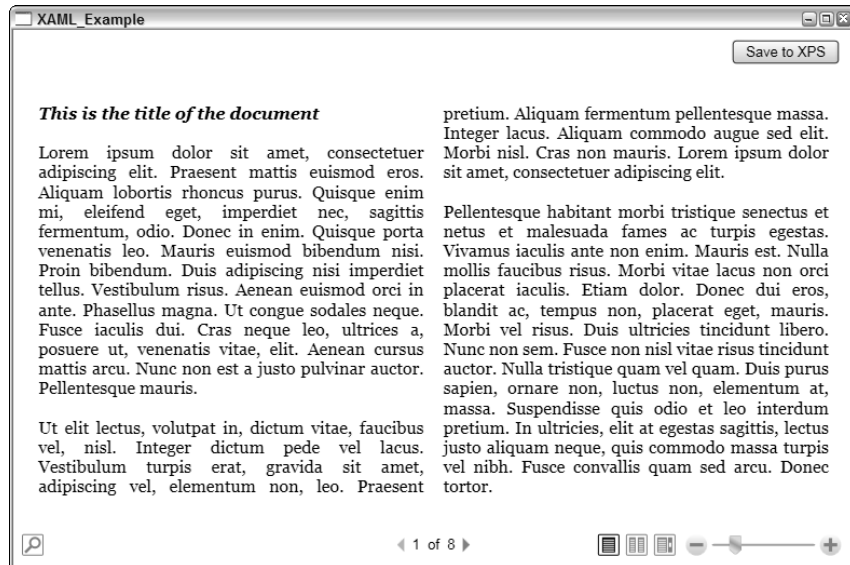 XAML_Example
Save to XPS
This is the title of the document
Lorem ipsum dolor sit amet, consectetuer
adipiscing elit. Praesent mattis euismod eros.
Aliquam lobortis rhoncus purus. Quisque enim
mi, eleifend eget, imperdiet nec, sagittis
fermentum, odio. Donec in enim. Quisque porta
venenatis leo. Mauris euismod bibendum nisi.
Proin bibendum. Duis adipiscing nisi imperdiet
tellus. Vestibulum risus. Aenean euismod orci in
ante. Phasellus magna. Ut congue sodales neque.
Fusce iaculis dui. Cras neque leo, ultrices a,
posuere ut, venenatis vitae, elit. Aenean cursus
mattis arcu. Nunc non est a justo pulvinar auctor.
Pellentesque mauris.
Ut elit lectus, volutpat in, dictum vitae, faucibus
vel, nisl. Integer dictum pede vel lacus.
Vestibulum turpis erat, gravida sit amet,
adipiscing vel, elementum non, leo. Praesent
pretium. Aliquam fermentum pellentesque massa.
Integer lacus. Aliquam commodo augue sed elit.
Morbi nisl. Cras non mauris. Lorem ipsum dolor
sit amet, consectetuer adipiscing elit.
Pellentesque habitant morbi tristique senectus et
netus et malesuada fames ac turpis egestas.
Vivamus iaculis ante non enim. Mauris est. Nulla
mollis faucibus risus. Morbi vitae lacus non orci
placerat iaculis. Etiam dolor. Donec dui eros,
blandit ac, tempus non, placerat eget, mauris.
Morbi vel risus. Duis ultricies tincidunt libero.
Nunc non sem. Fusce non nisl vitae risus tincidunt
auctor. Nulla tristique quam vel quam. Duis purus
sapien, ornare non, luctus non, elementum at,
massa. Suspendisse quis odio et leo interdum
pretium. In ultricies, elit at egestas sagittis, lectus
justo aliquam neque, quis commodo massa turpis
vel nibh. Fusce convallis quam sed arcu. Donec
tortor.
1 of 8